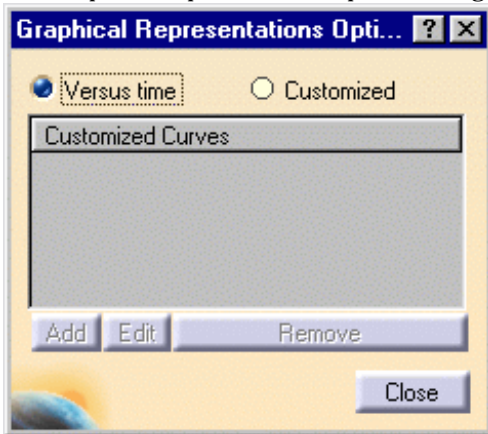 Graphical Representations Opti... ? ×
Versus time Customized
Customized Curves
Add Edit Remove
Close